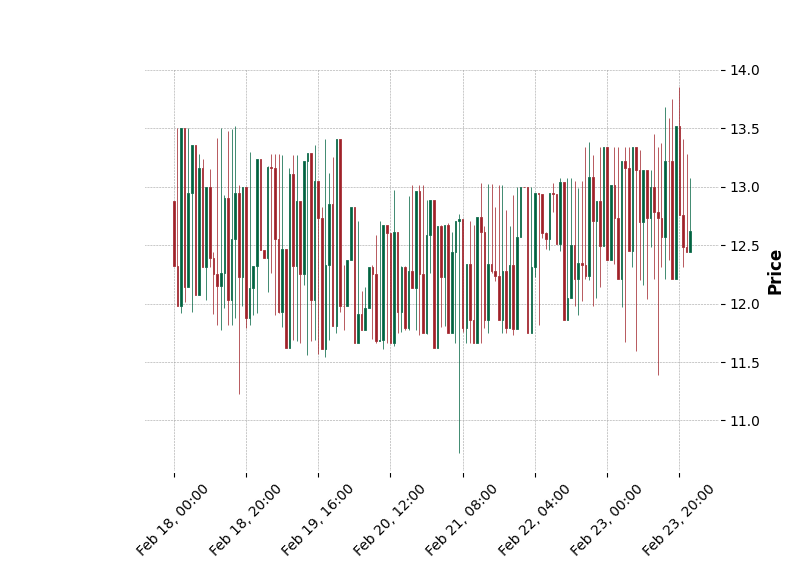 14.0
13.5
13.0
12.5
12.0
11.5
11.0
Price
Feb 18, 00:00
Feb 18, 20:00
Feb 19, 16:00
Feb 20, 12:00
Feb 21, 08:00
Feb 22, 04:00
Feb 23, 00:00
Feb 23, 20:00